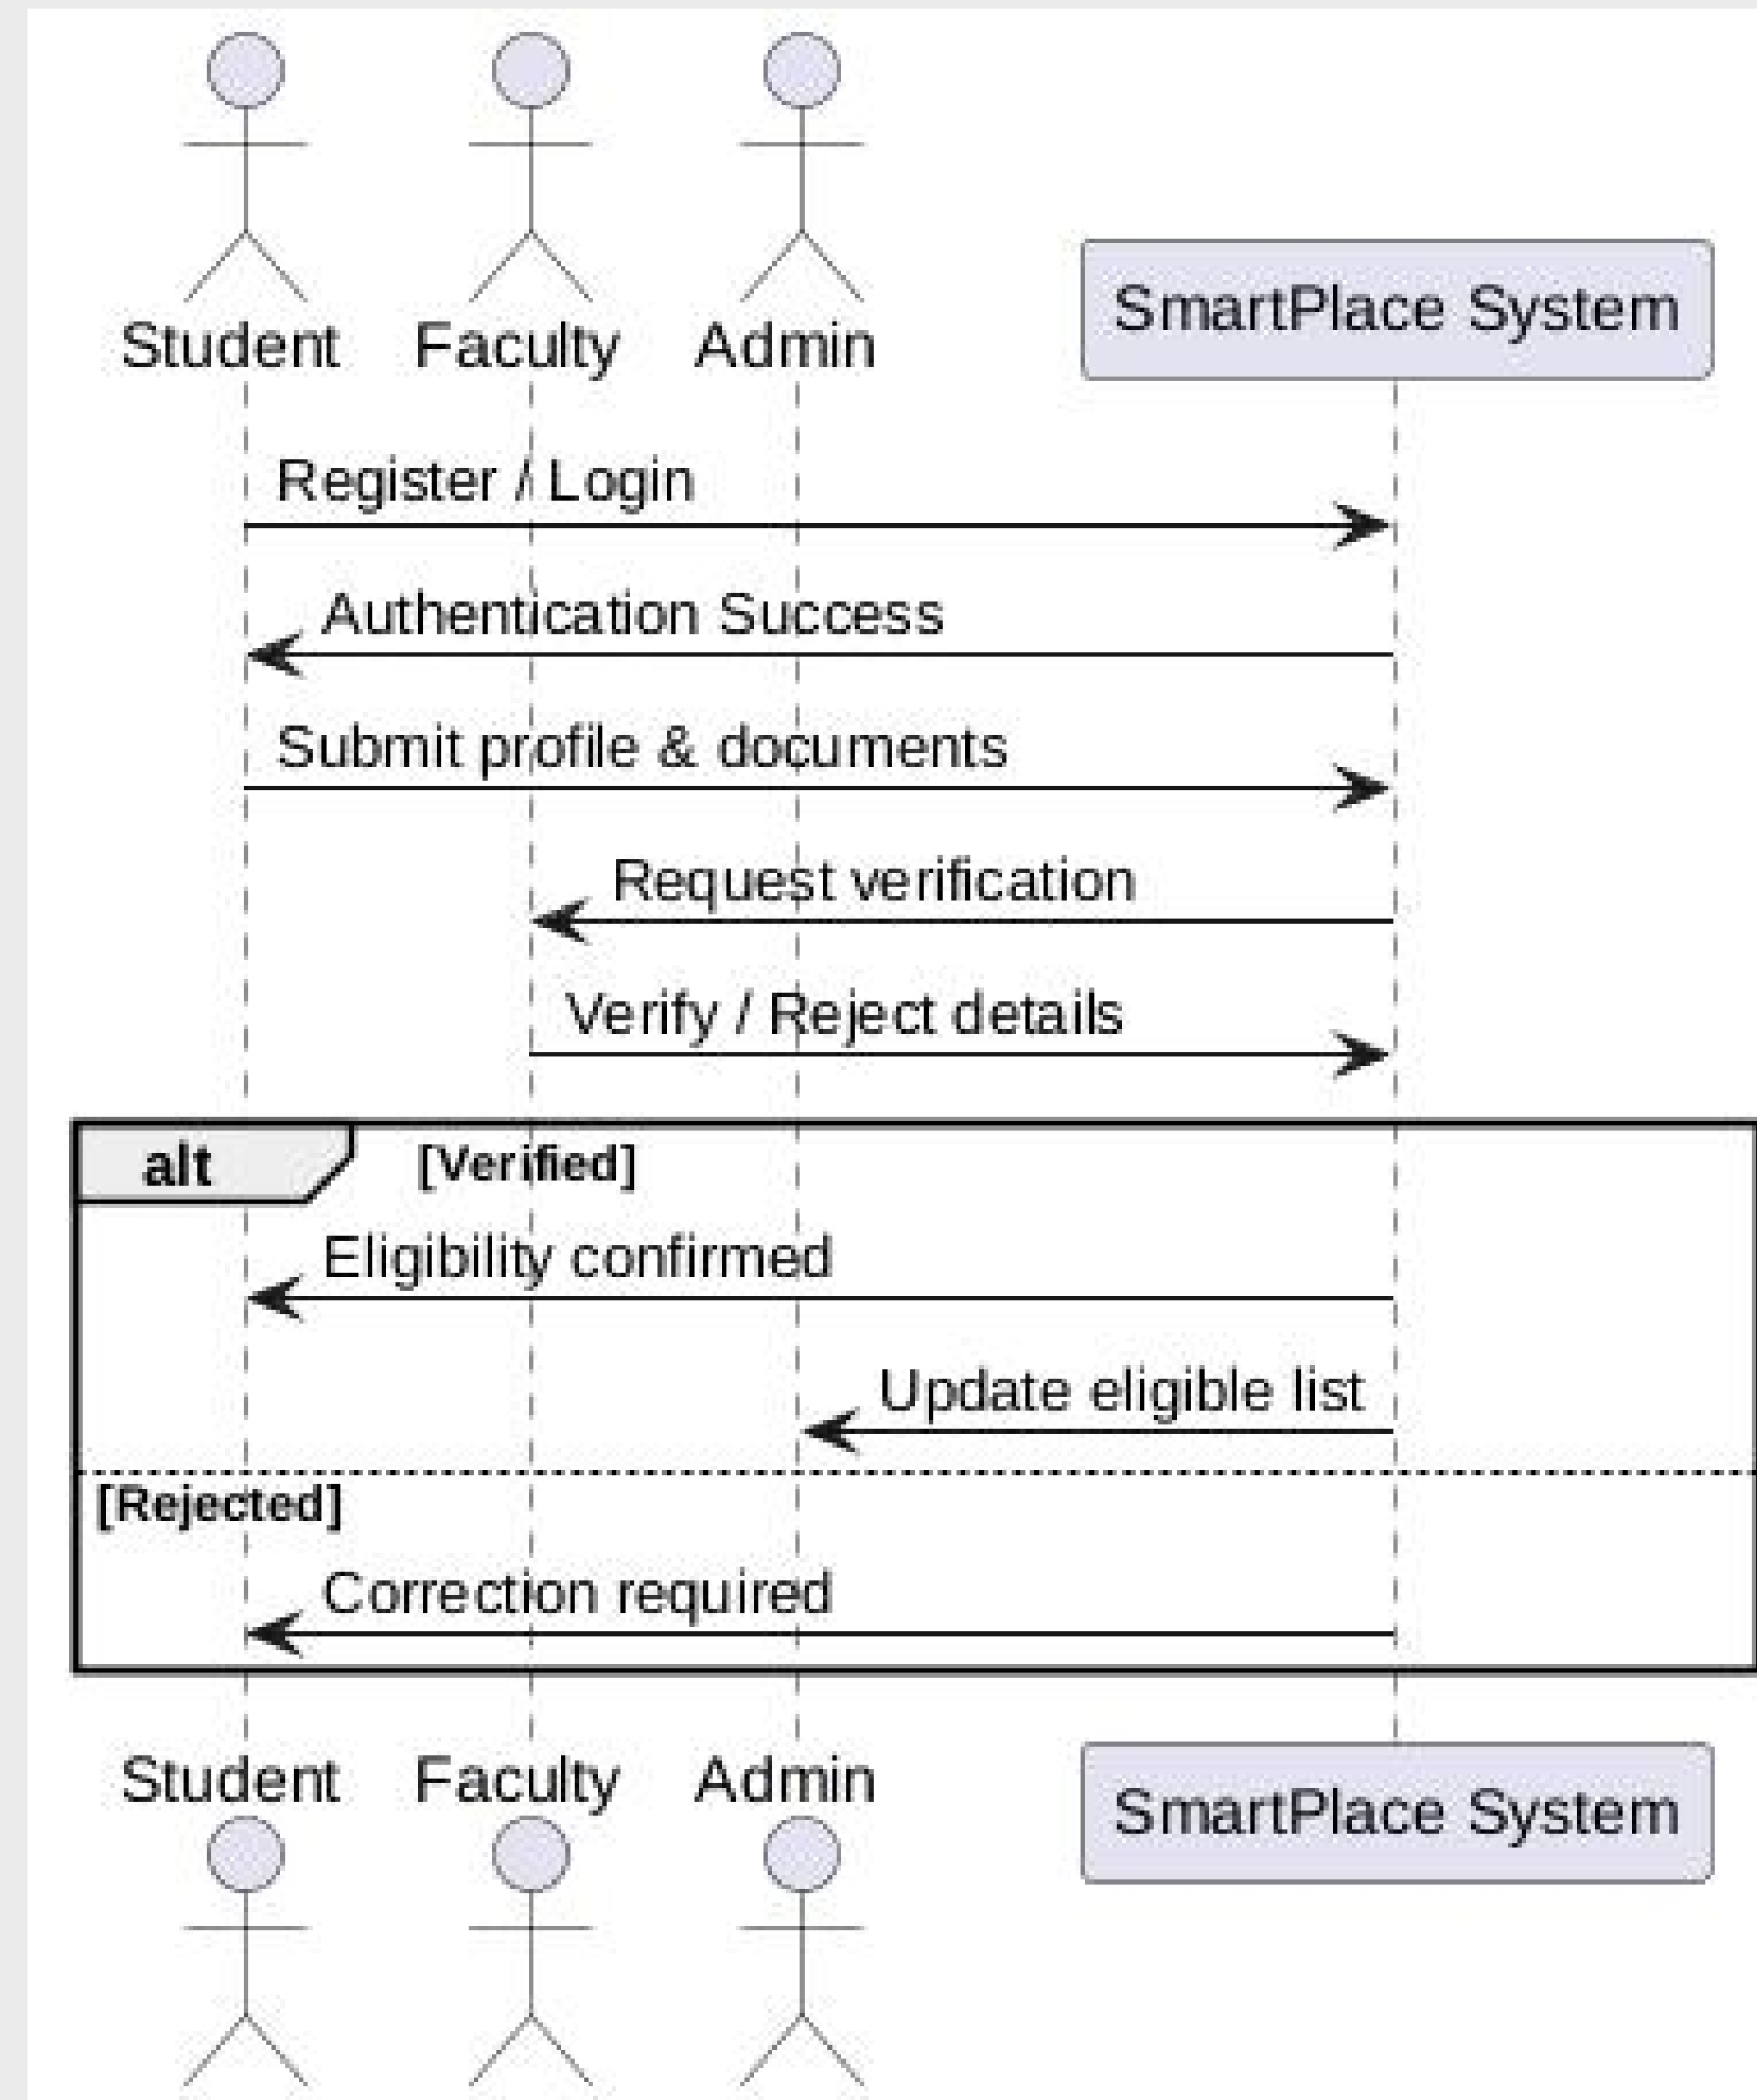 Student Faculty Admin SmartPlace System
Register / Login
Authentication Success
Submit profile & documents
Request verification
Verify / Reject details
alt [Verified]
Eligibility confirmed
Update eligible list
[Rejected]
Correction required
Student Faculty Admin SmartPlace System